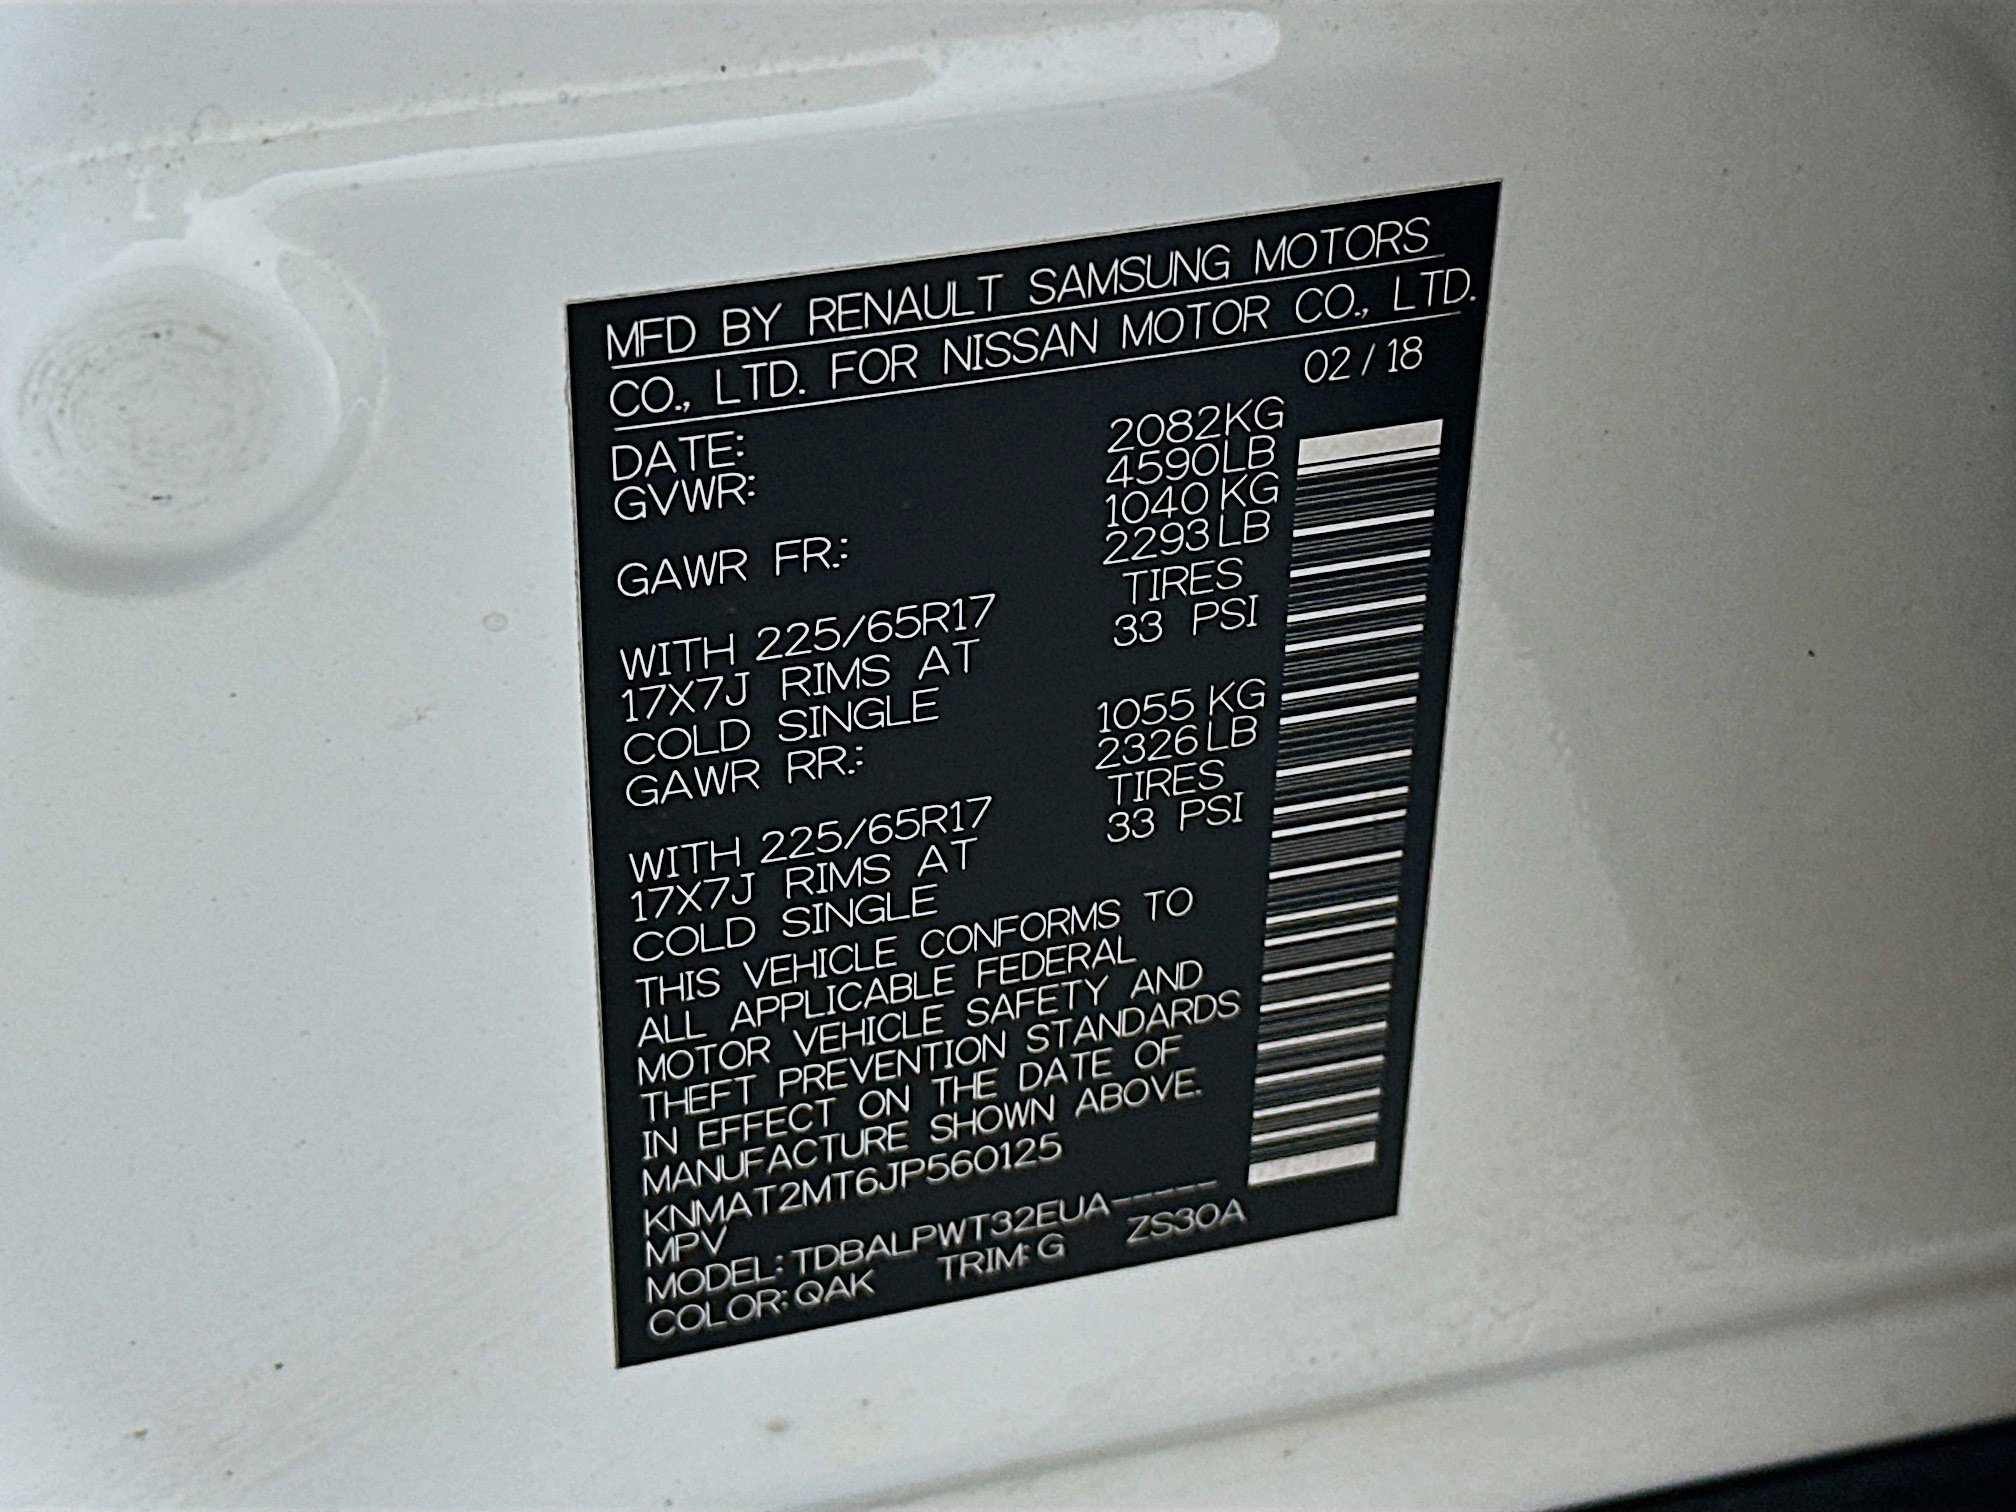 MFD BY RENAULT SAMSUNG MOTORS
CO., LTD. FOR NISSAN MOTOR CO., LTD.
DATE: 02 / 18
GVWR: 2082KG
4590LB
GAWR FR.: 1040 KG
2293 LB
WITH 225/65R17 TIRES
17X7J RIMS AT 33 PSI
COLD SINGLE
GAWR RR.: 1055 KG
2326 LB
WITH 225/65R17 TIRES
17X7J RIMS AT 33 PSI
COLD SINGLE
THIS VEHICLE CONFORMS TO
ALL APPLICABLE FEDERAL
MOTOR VEHICLE SAFETY AND
THEFT PREVENTION STANDARDS
IN EFFECT ON THE DATE OF
MANUFACTURE SHOWN ABOVE.
KNMAT2MT6JP560125
MPV
MODEL: TDBALPWT32EUA-----
COLOR: QAK TRIM: G ZS30A